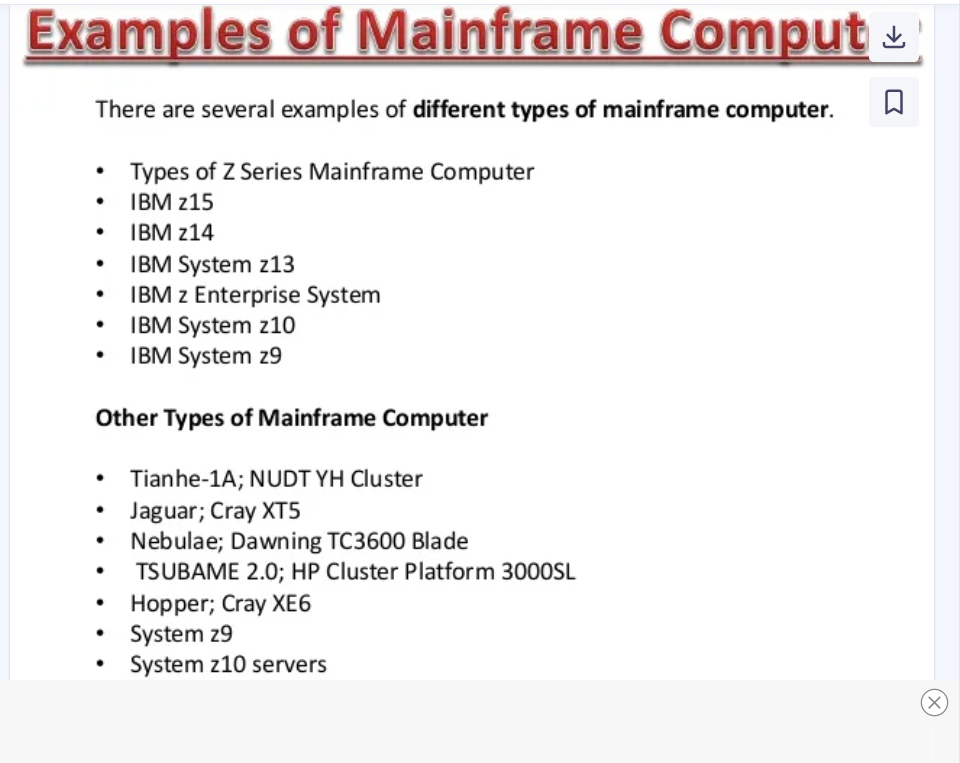 Examples of Mainframe Comput
There are several examples of different types of mainframe computer.
• Types of Z Series Mainframe Computer
• IBM z15
• IBM z14
• IBM System z13
• IBM z Enterprise System
• IBM System z10
• IBM System z9
Other Types of Mainframe Computer
• Tianhe-1A; NUDT YH Cluster
• Jaguar; Cray XT5
• Nebulae; Dawning TC3600 Blade
• TSUBAME 2.0; HP Cluster Platform 3000SL
• Hopper; Cray XE6
• System z9
• System z10 servers